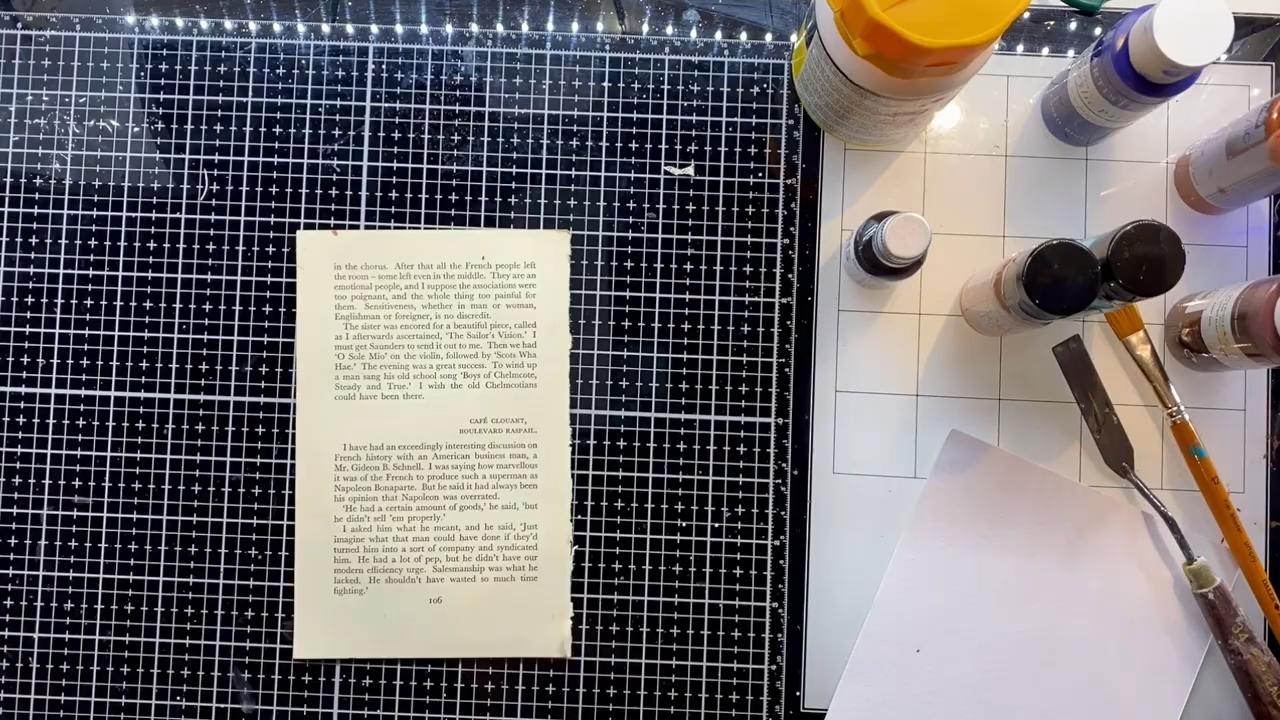 in the chorus. After that all the French people left
the room – some left even in the middle. They are an
emotional people, and I suppose the associations were
too poignant, and the whole thing too painful for
them. Sensitiveness, whether in man or woman,
Englishman or foreigner, is no discredit.
The sister was encored for a beautiful piece, called
as I afterwards ascertained, ‘The Sailor’s Vision.’ I
must get Saunders to send it out to me. Then we had
‘O Sole Mio’ on the violin, followed by ‘Scots Wha
Hae.’ The evening was a great success. To wind up
a man sang his old school song ‘Boys of Chelmcote,
Steady and True.’ I wish the old Chelmcotians
could have been there.
CAFÉ CLOUART,
BOULEVARD RASPAIL.
I have had an exceedingly interesting discussion on
French history with an American business man, a
Mr. Gideon B. Schnell. I was saying how marvellous
it was of the French to produce such a superman as
Napoleon Bonaparte. But he said it had always been
his opinion that Napoleon was overrated.
‘He had a certain amount of goods,’ he said, ‘but
he didn’t sell ’em properly.’
I asked him what he meant, and he said, ‘Just
imagine what that man could have done if they’d
turned him into a sort of company and syndicated
him. He had a lot of pep, but he didn’t have our
modern efficiency urge. Salesmanship was what he
lacked. He shouldn’t have wasted so much time
fighting.’
106